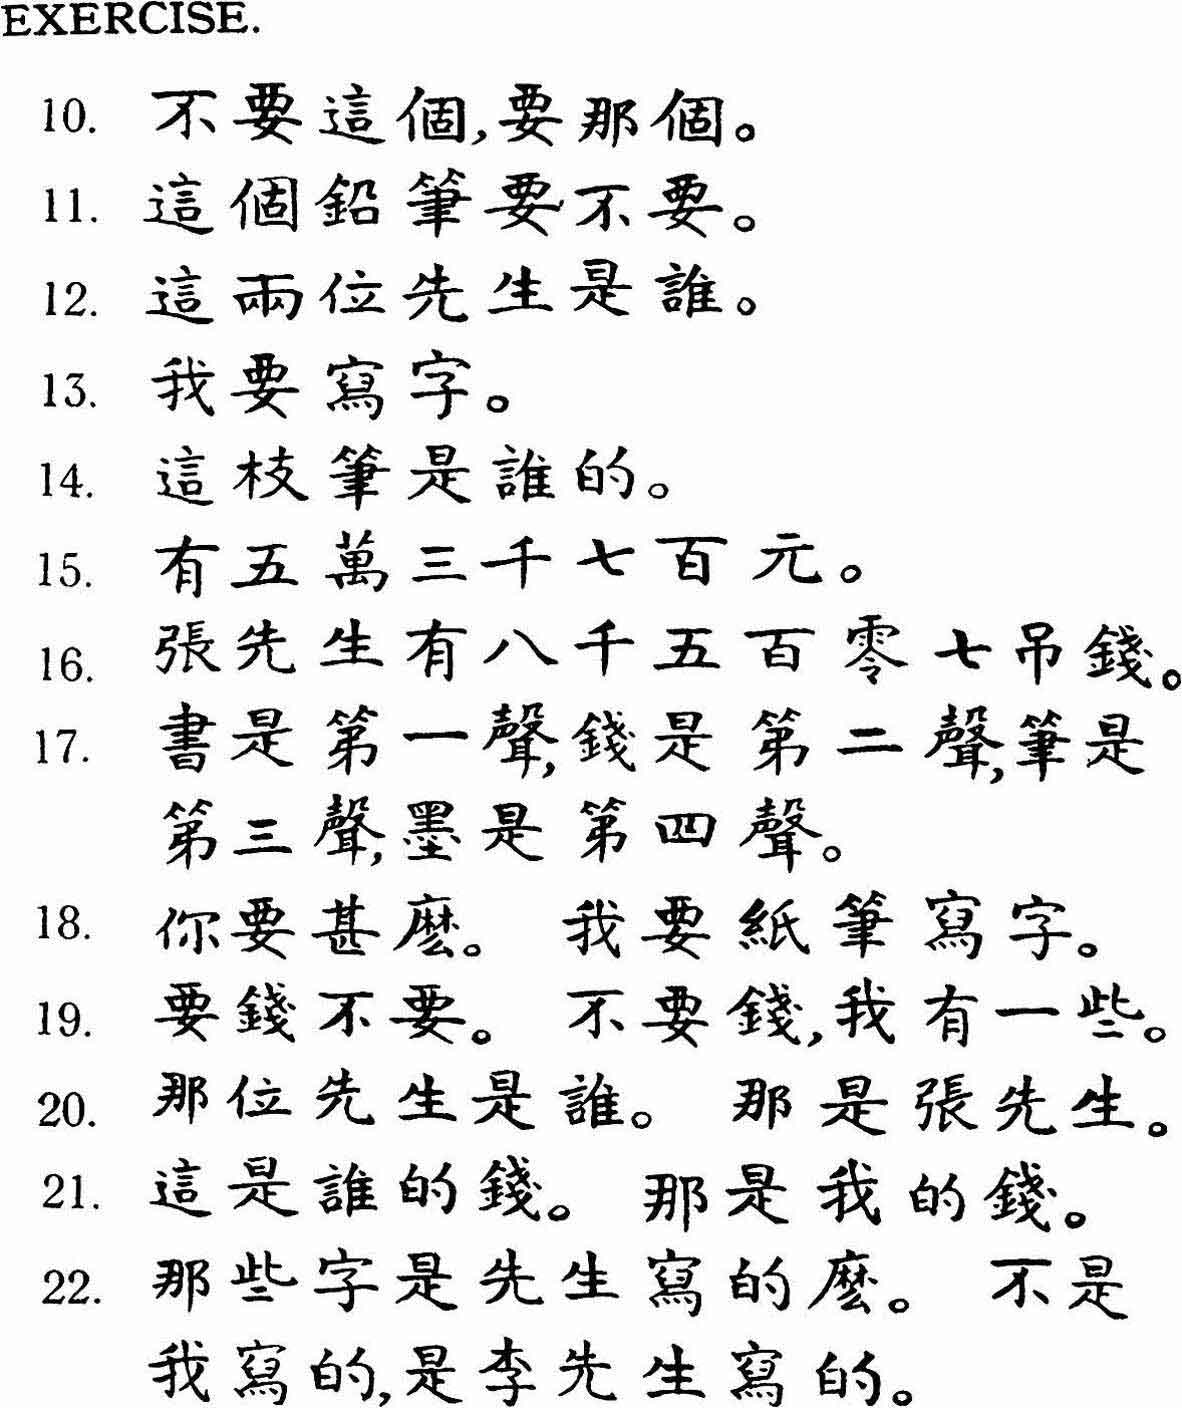 EXERCISE.
10. 不要這個,要那個。
11. 這個鉛筆要不要。
12. 這兩位先生是誰。
13. 我要寫字。
14. 這枝筆是誰的。
15. 有五萬三千七百元。
16. 張先生有八千五百零七吊錢。
17. 書是第一聲,錢是第二聲,筆是
第三聲,墨是第四聲。
18. 你要甚麽。 我要紙筆寫字。
19. 要錢不要。 不要錢,我有一些。
20. 那位先生是誰。 那是張先生。
21. 這是誰的錢。 那是我的錢。
22. 那些字是先生寫的麽。 不是
我寫的,是李先生寫的。